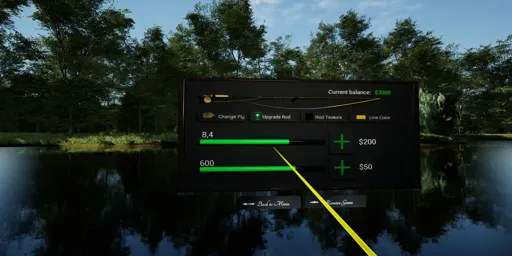 Current balance: $3000
Change Fly Upgrade Rod Rod Texture Line Color
8,4 $200
600 $50
Back to Menu Resume Game